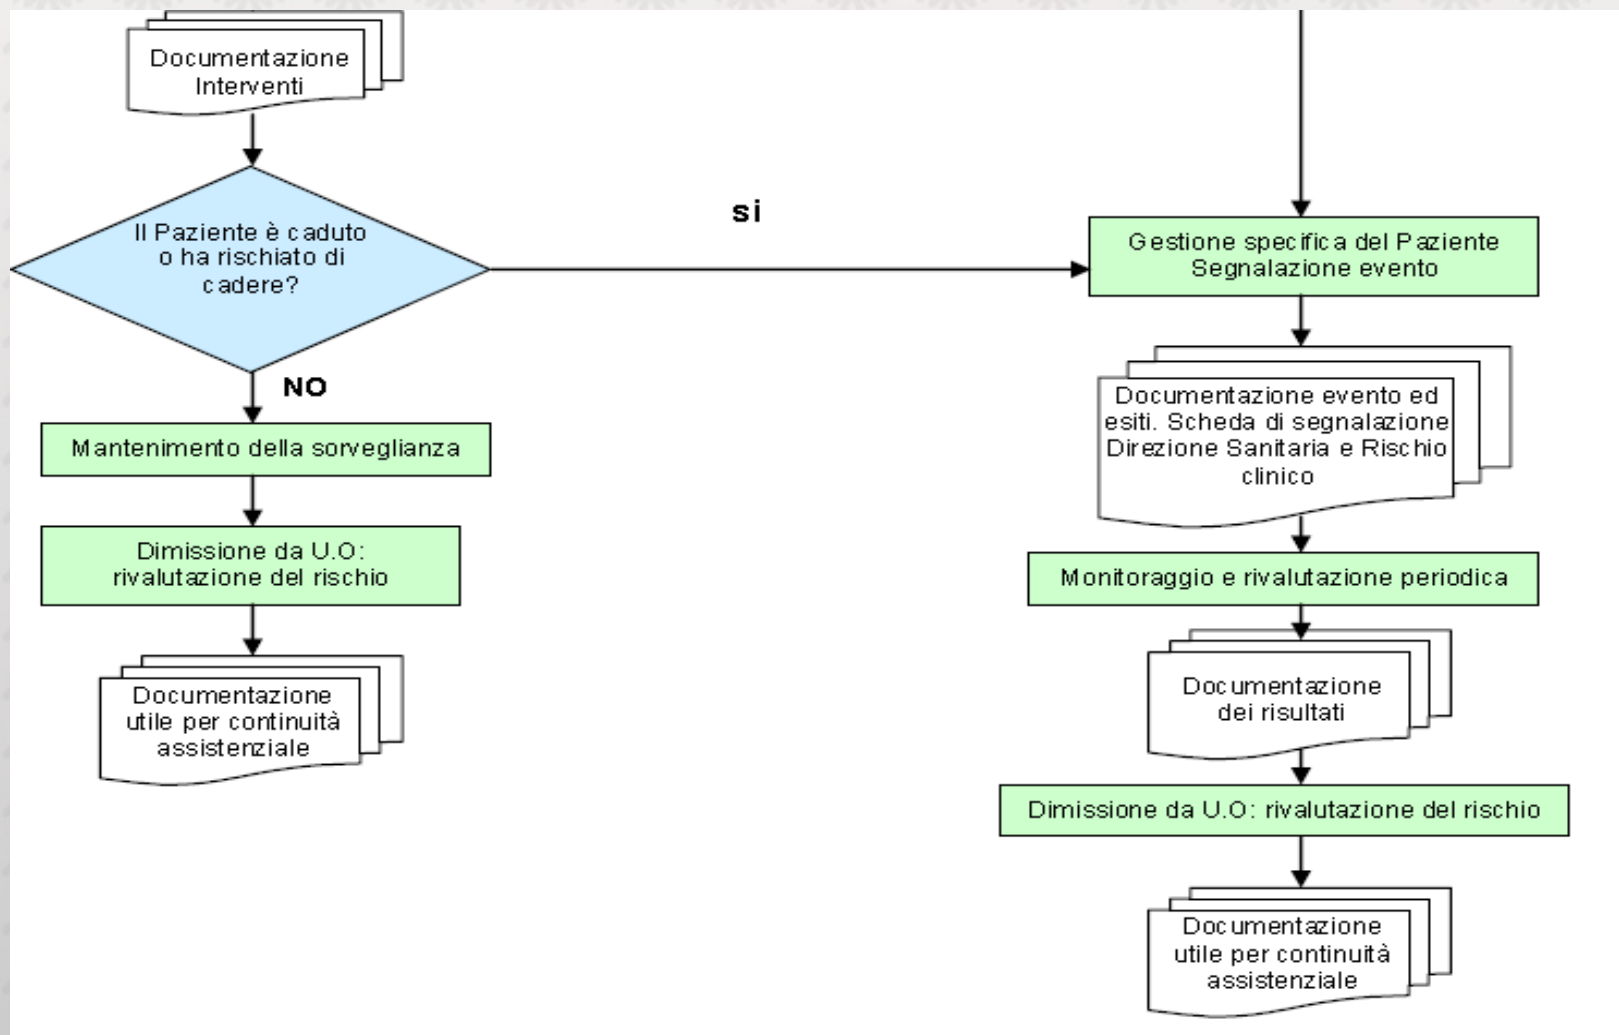 Documentazione
Interventi
Il Paziente è caduto
o ha rischiato di
cadere?
si
NO
Mantenimento della sorveglianza
Dimissione da U.O:
rivalutazione del rischio
Documentazione
utile per continuità
assistenziale
Gestione specifica del Paziente
Segnalazione evento
Documentazione evento ed
esiti. Scheda di segnalazione
Direzione Sanitaria e Rischio
clinico
Monitoraggio e rivalutazione periodica
Documentazione
dei risultati
Dimissione da U.O: rivalutazione del rischio
Documentazione
utile per continuità
assistenziale